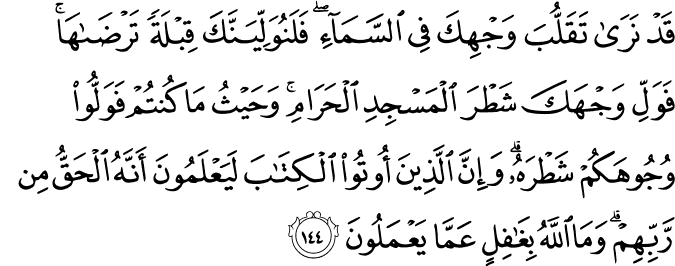 قَدْ نَرَىٰ تَقَلُّبَ وَجْهِكَ فِى ٱلسَّمَآءِ ۖ فَلَنُوَلِّيَنَّكَ قِبْلَةً تَرْضَىٰهَا ۚ
فَوَلِّ وَجْهَكَ شَطْرَ ٱلْمَسْجِدِ ٱلْحَرَامِ ۚ وَحَيْثُ مَا كُنتُمْ فَوَلُّوا۟
وُجُوهَكُمْ شَطْرَهُۥ ۗ وَإِنَّ ٱلَّذِينَ أُوتُوا۟ ٱلْكِتَٰبَ لَيَعْلَمُونَ أَنَّهُ ٱلْحَقُّ مِن
رَّبِّهِمْ ۗ وَمَا ٱللَّهُ بِغَٰفِلٍ عَمَّا يَعْمَلُونَ ١٤٤